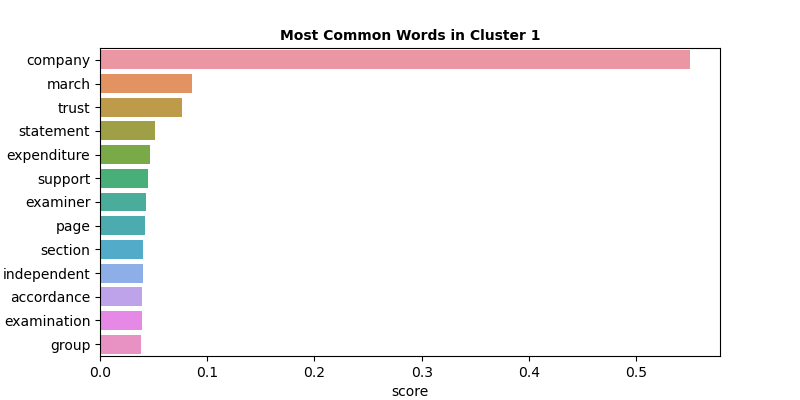 Most Common Words in Cluster 1
company
march
trust
statement
expenditure
support
examiner
page
section
independent
accordance
examination
group
0.0 0.1 0.2 0.3 0.4 0.5
score